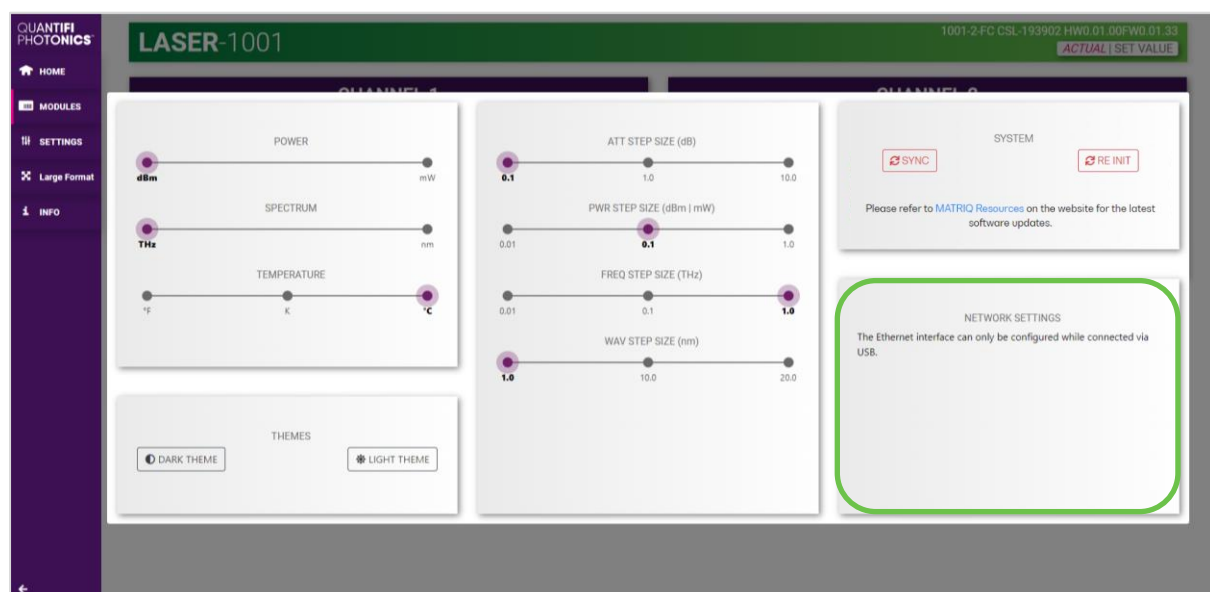 QUANTIFI
PHOTONICS
HOME
MODULES
SETTINGS
Large Format
INFO
LASER-1001
1001-2-FC CSL-193902 HW0.01.00FW0.01.33
ACTUAL | SET VALUE
CHANNEL 1
POWER
dBm mW
SPECTRUM
THz nm
TEMPERATURE
°F K °C
THEMES
DARK THEME LIGHT THEME
ATT STEP SIZE (dB)
0.1 1.0 10.0
PWR STEP SIZE (dBm | mW)
0.01 0.1 1.0
FREQ STEP SIZE (THz)
0.01 0.1 1.0
WAV STEP SIZE (nm)
1.0 10.0 20.0
SYSTEM
SYNC RE INIT
Please refer to MATRIQ Resources on the website for the latest
software updates.
NETWORK SETTINGS
The Ethernet interface can only be configured while connected via
USB.